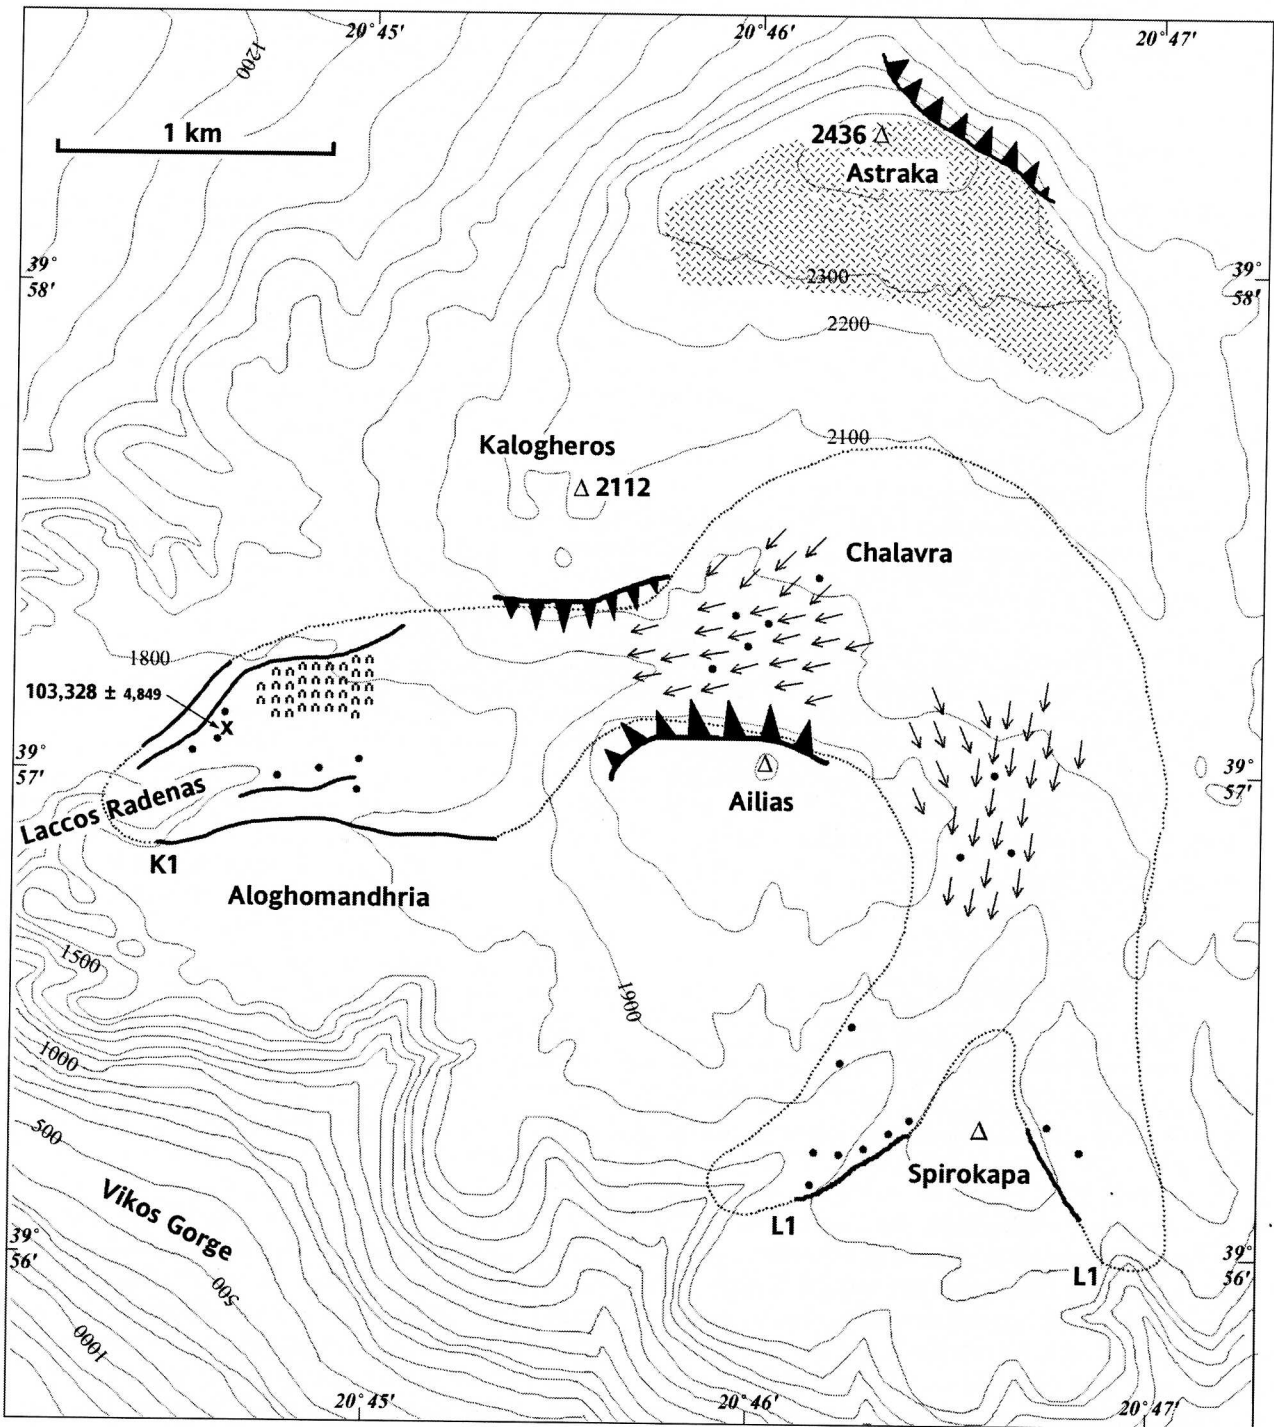 20°45'
20°46'
20°47'
1200
1 km
2436
Astraka
39°
58'
39°
58'
2300
2200
Kalogheros
2100
2112
Chalavra
1800
103,328 ± 4,849
X
39°
57'
39°
57'
Ailias
Laccos Radenas
K1
Aloghomandhria
1500
1900
1000
500
Spirokapa
Vikos Gorge
L1
39°
56'
39°
56'
L1
500
1000
20°45'
20°46'
20°47'